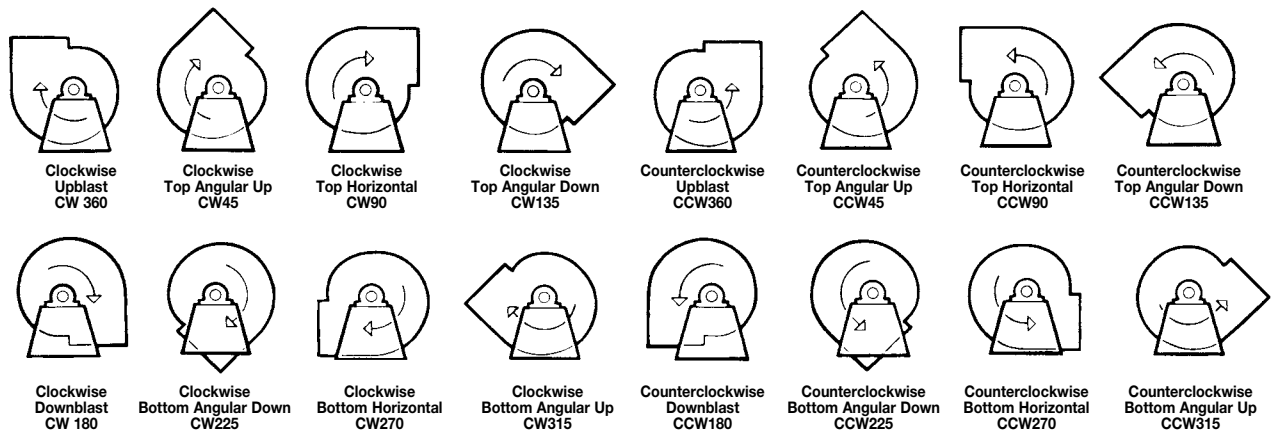 Clockwise
Upblast
CW 360
Clockwise
Top Angular Up
CW45
Clockwise
Top Horizontal
CW90
Clockwise
Top Angular Down
CW135
Counterclockwise
Upblast
CCW360
Counterclockwise
Top Angular Up
CCW45
Counterclockwise
Top Horizontal
CCW90
Counterclockwise
Top Angular Down
CCW135
Clockwise
Downblast
CW 180
Clockwise
Bottom Angular Down
CW225
Clockwise
Bottom Horizontal
CW270
Clockwise
Bottom Angular Up
CW315
Counterclockwise
Downblast
CCW180
Counterclockwise
Bottom Angular Down
CCW225
Counterclockwise
Bottom Horizontal
CCW270
Counterclockwise
Bottom Angular Up
CCW315